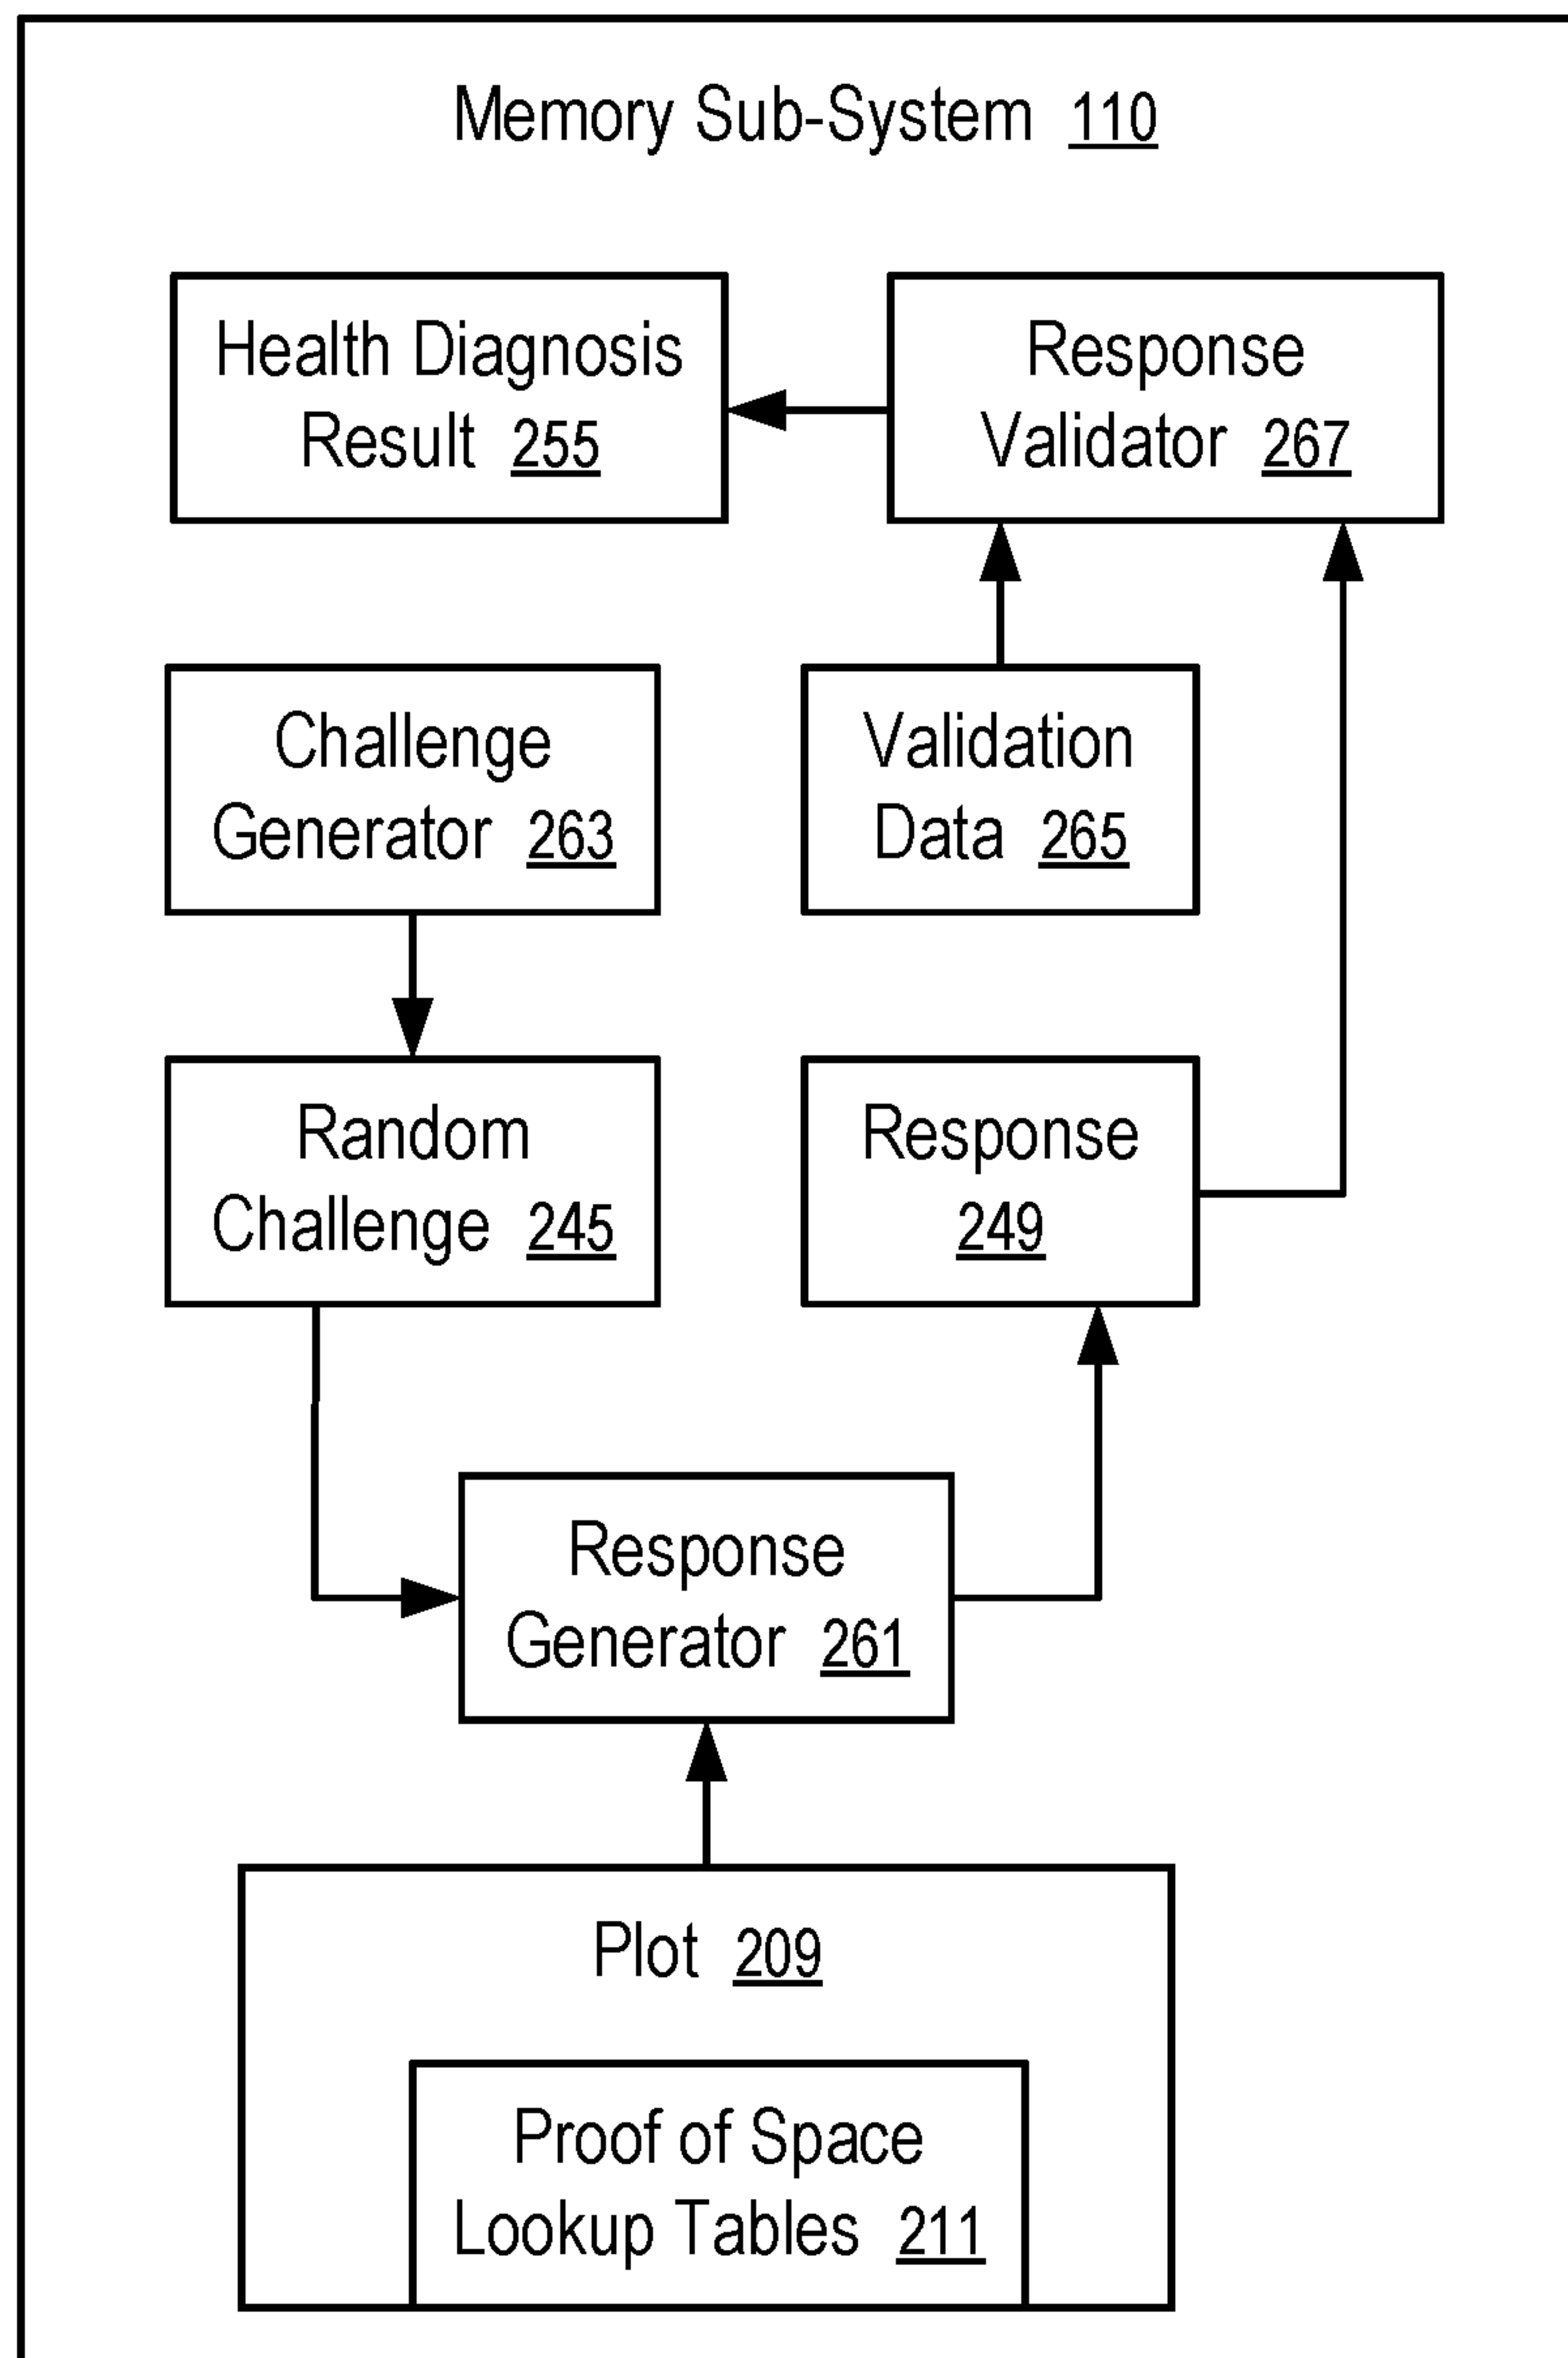 Memory Sub-System 110
Health Diagnosis
Result 255
Response
Validator 267
Challenge
Generator 263
Validation
Data 265
Random
Challenge 245
Response
249
Response
Generator 261
Plot 209
Proof of Space
Lookup Tables 211